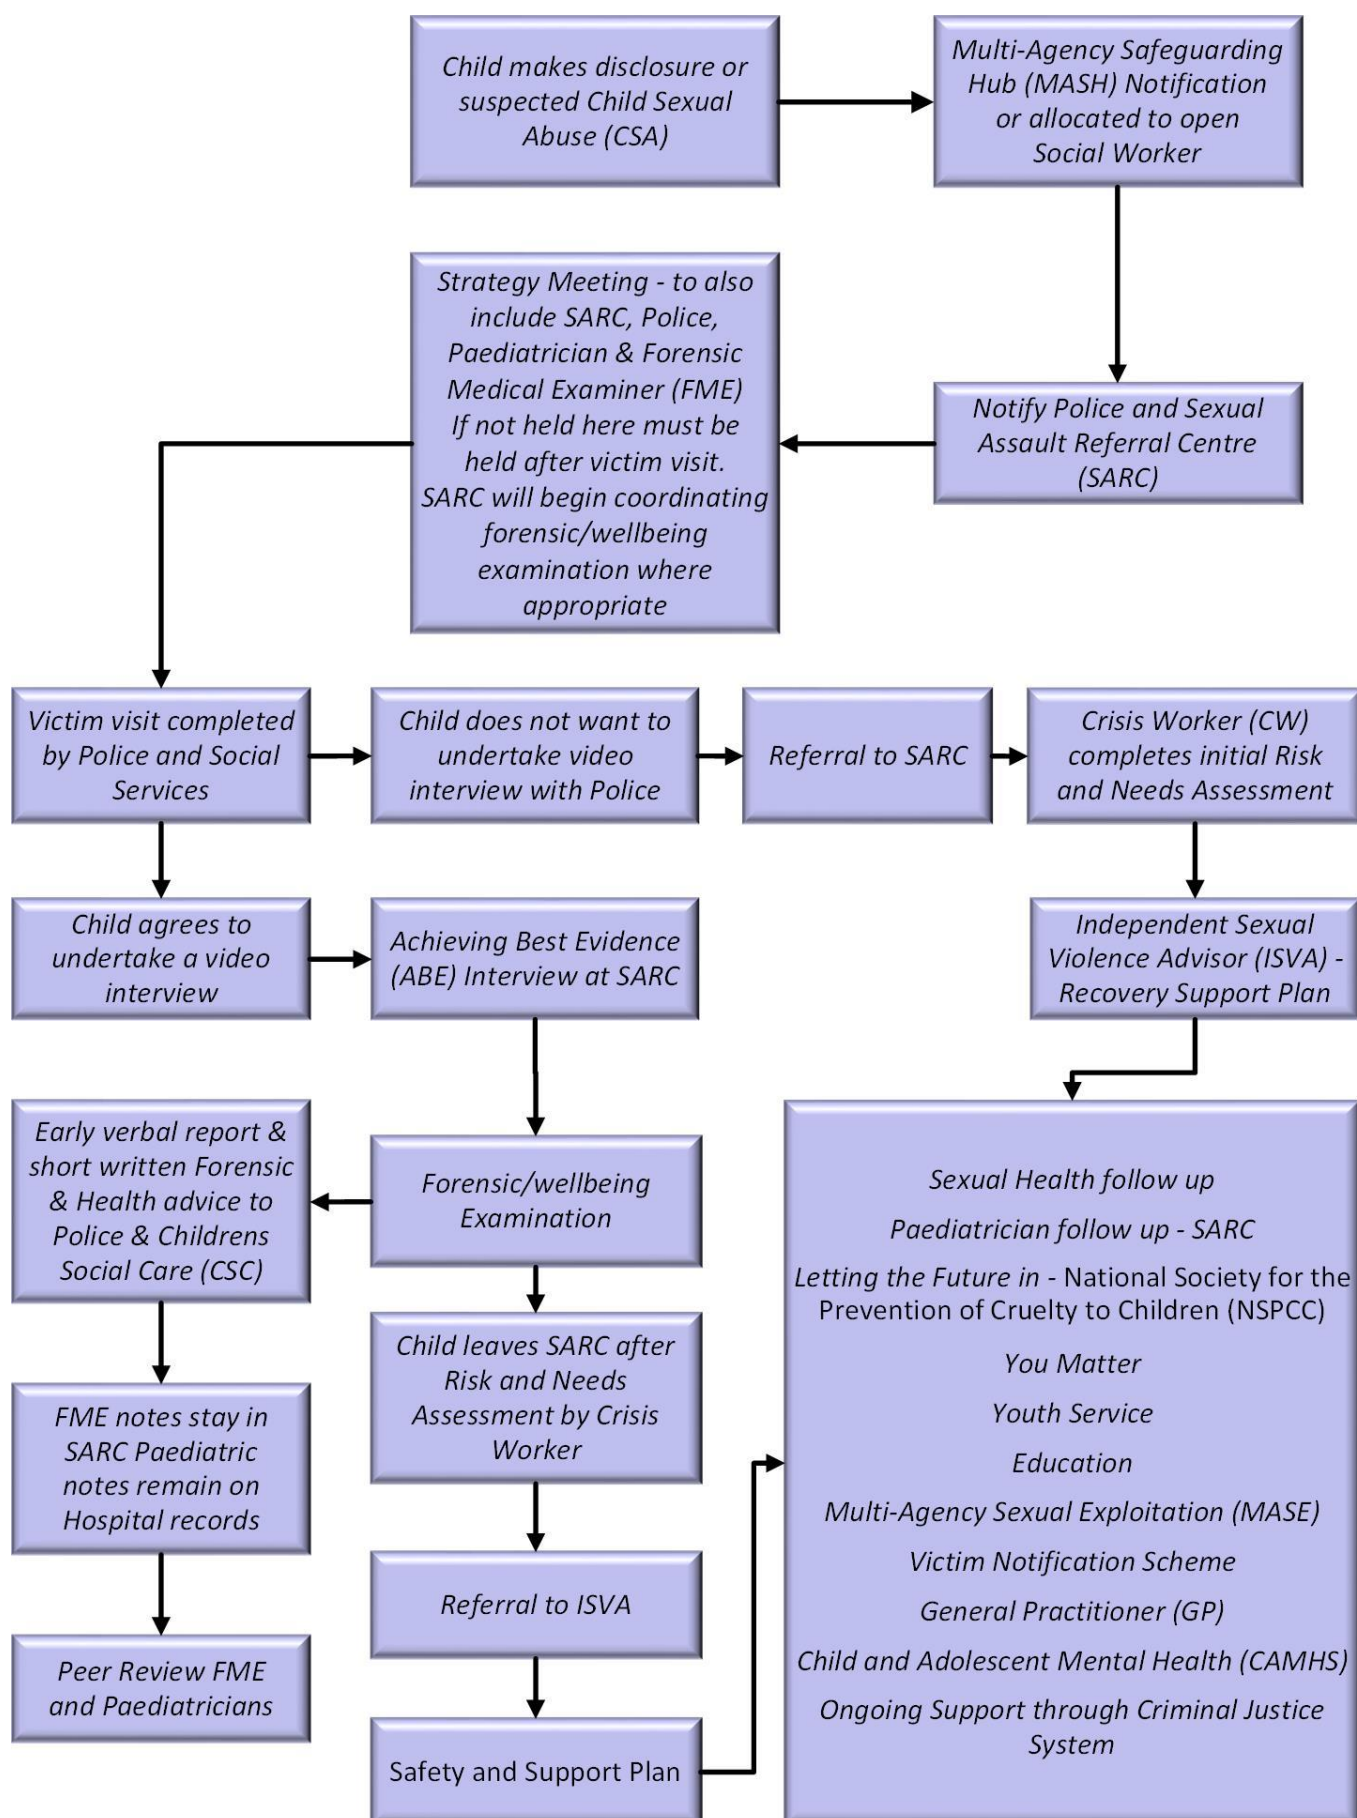 Child makes disclosure or
suspected Child Sexual
Abuse (CSA)
Multi-Agency Safeguarding
Hub (MASH) Notification
or allocated to open
Social Worker
Strategy Meeting - to also
include SARC, Police,
Paediatrician & Forensic
Medical Examiner (FME)
If not held here must be
held after victim visit.
SARC will begin coordinating
forensic/wellbeing
examination where
appropriate
Notify Police and Sexual
Assault Referral Centre
(SARC)
Victim visit completed
by Police and Social
Services
Child does not want to
undertake video
interview with Police
Referral to SARC
Crisis Worker (CW)
completes initial Risk
and Needs Assessment
Child agrees to
undertake a video
interview
Achieving Best Evidence
(ABE) Interview at SARC
Independent Sexual
Violence Advisor (ISVA) -
Recovery Support Plan
Early verbal report &
short written Forensic
& Health advice to
Police & Childrens
Social Care (CSC)
Forensic/wellbeing
Examination
Child leaves SARC after
Risk and Needs
Assessment by Crisis
Worker
FME notes stay in
SARC Paediatric
notes remain on
Hospital records
Referral to ISVA
Peer Review FME
and Paediatricians
Safety and Support Plan
Sexual Health follow up
Paediatrician follow up - SARC
Letting the Future in - National Society for the
Prevention of Cruelty to Children (NSPCC)
You Matter
Youth Service
Education
Multi-Agency Sexual Exploitation (MASE)
Victim Notification Scheme
General Practitioner (GP)
Child and Adolescent Mental Health (CAMHS)
Ongoing Support through Criminal Justice
System